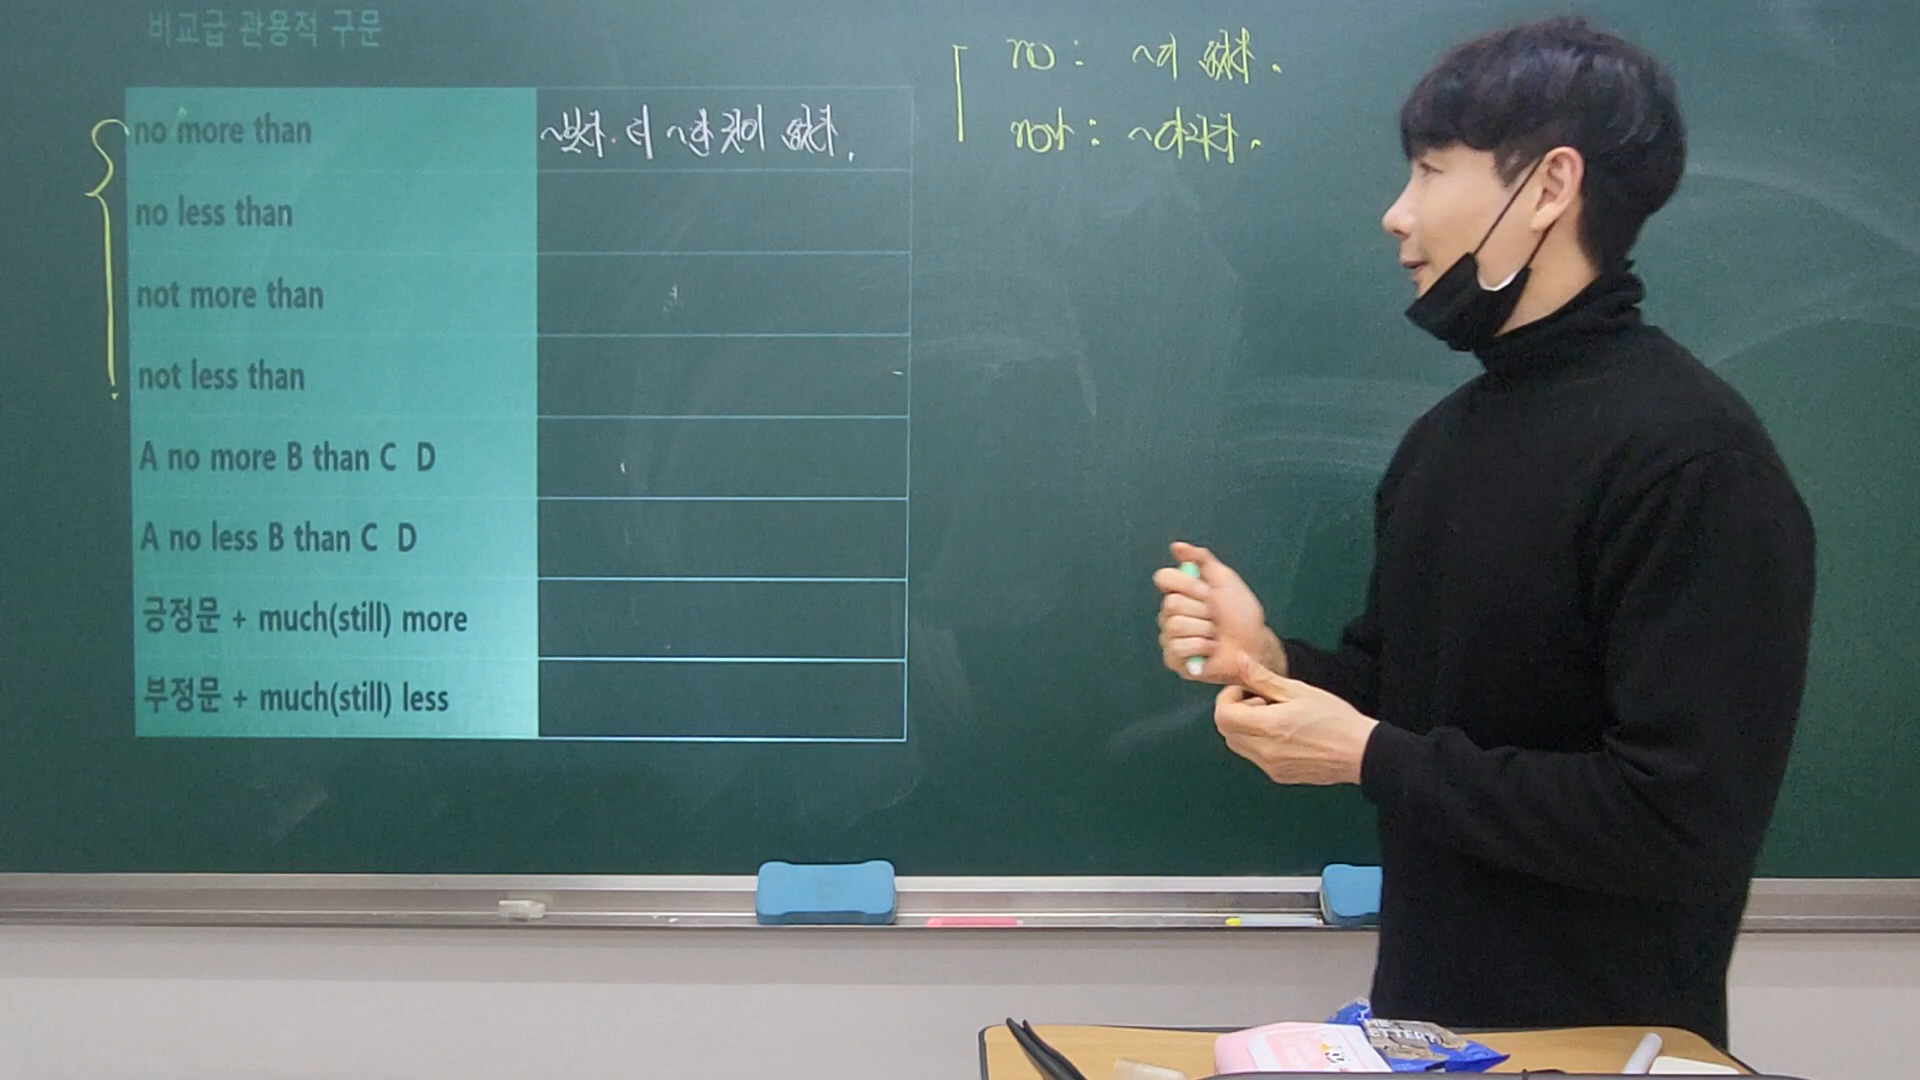 비교급 관용적 구문
no : ~이 없다.
not : ~아니다.
no more than
~보다 더 ~한 것이 없다.
no less than
not more than
not less than
A no more B than C D
A no less B than C D
긍정문 + much(still) more
부정문 + much(still) less